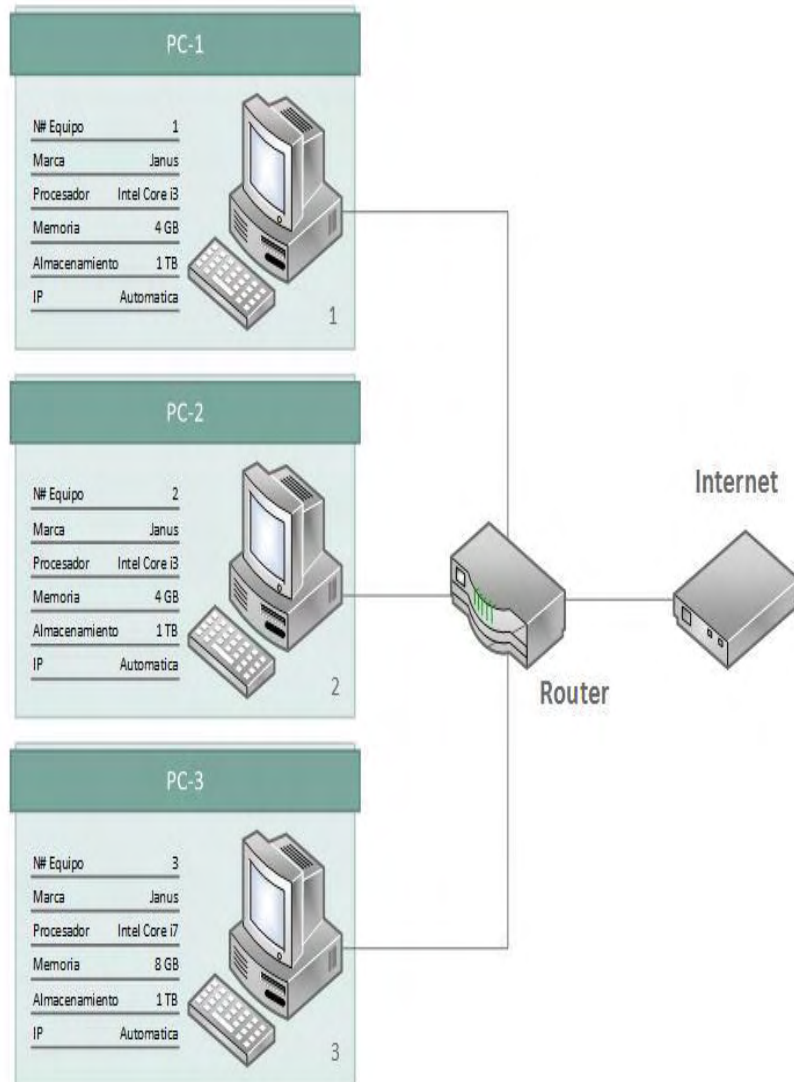 PC-1
N# Equipo 1
Marca Janus
Procesador Intel Core i3
Memoria 4 GB
Almacenamiento 1 TB
IP Automatica
1
PC-2
N# Equipo 2
Marca Janus
Procesador Intel Core i3
Memoria 4 GB
Almacenamiento 1 TB
IP Automatica
2
Internet
Router
PC-3
N# Equipo 3
Marca Janus
Procesador Intel Core i7
Memoria 8 GB
Almacenamiento 1 TB
IP Automatica
3